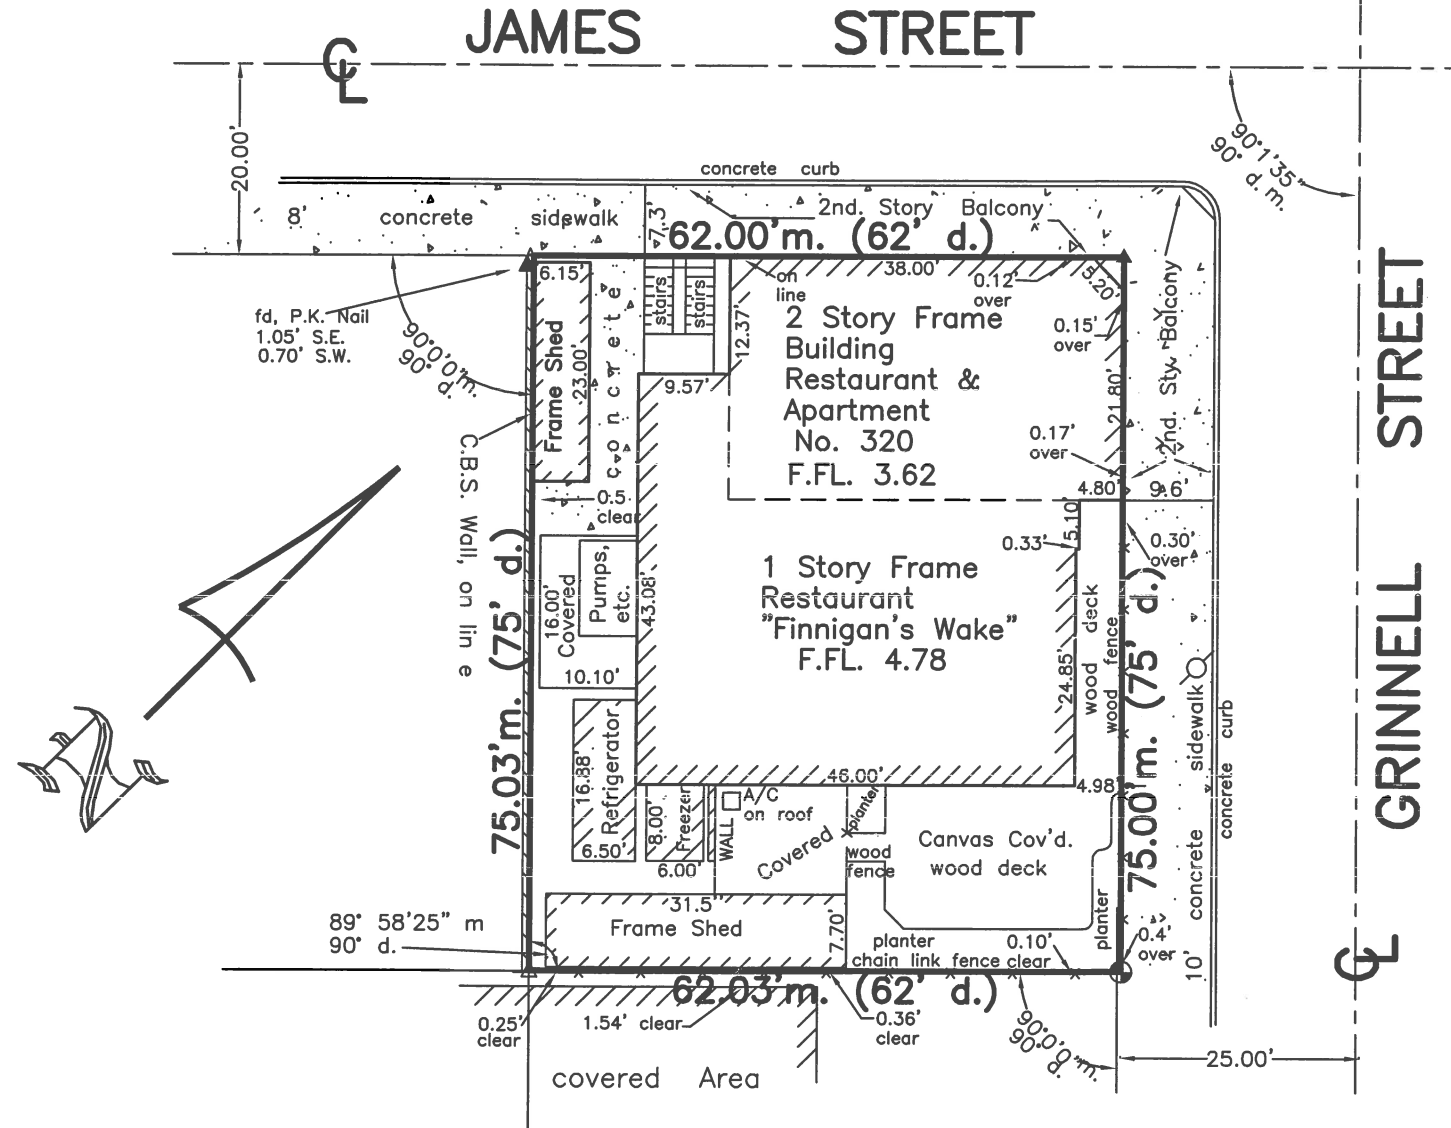 JAMES STREET
C L
20.00'
90°1'35"
90° d. m.
concrete curb
8' concrete sidewalk
7.3'
2nd. Story Balcony
62.00'm. (62' d.)
6.15'
38.00'
on
line
0.12'
over
5.20'
stairs
stairs
fd, P.K. Nail
1.05' S.E.
0.70' S.W.
90°0'0"m.
90° d.
Frame Shed
23.00'
concrete
12.37'
9.57'
2 Story Frame
Building
Restaurant &
Apartment
No. 320
F.FL. 3.62
0.15'
over
21.80'
0.17'
over
2nd. Sty. Balcony
4.80'
9.6'
C.B.S. Wall, on line
0.5
clear
5.10'
0.33'
0.30'
over
75.03'm. (75' d.)
16.00'
Covered
Pumps,
etc.
43.08'
10.10'
1 Story Frame
Restaurant
"Finnigan's Wake"
F.FL. 4.78
24.85'
wood deck
wood fence
75.00'm. (75' d.)
concrete sidewalk
10'
concrete curb
GRINNELL STREET
C L
16.88'
Refrigerator
6.50'
8.00'
Freezer
6.00'
WALL
A/C
on roof
46.00'
4.98'
Covered
planter
wood
fence
Canvas Cov'd.
wood deck
planter
31.5'
Frame Shed
7.70'
89° 58'25" m
90° d.
planter
chain link fence
0.10'
clear
0.4'
over
62.03'm. (62' d.)
0.25'
clear
1.54' clear
0.36'
clear
90°0'0"m.
90° d.
25.00'
covered Area
N